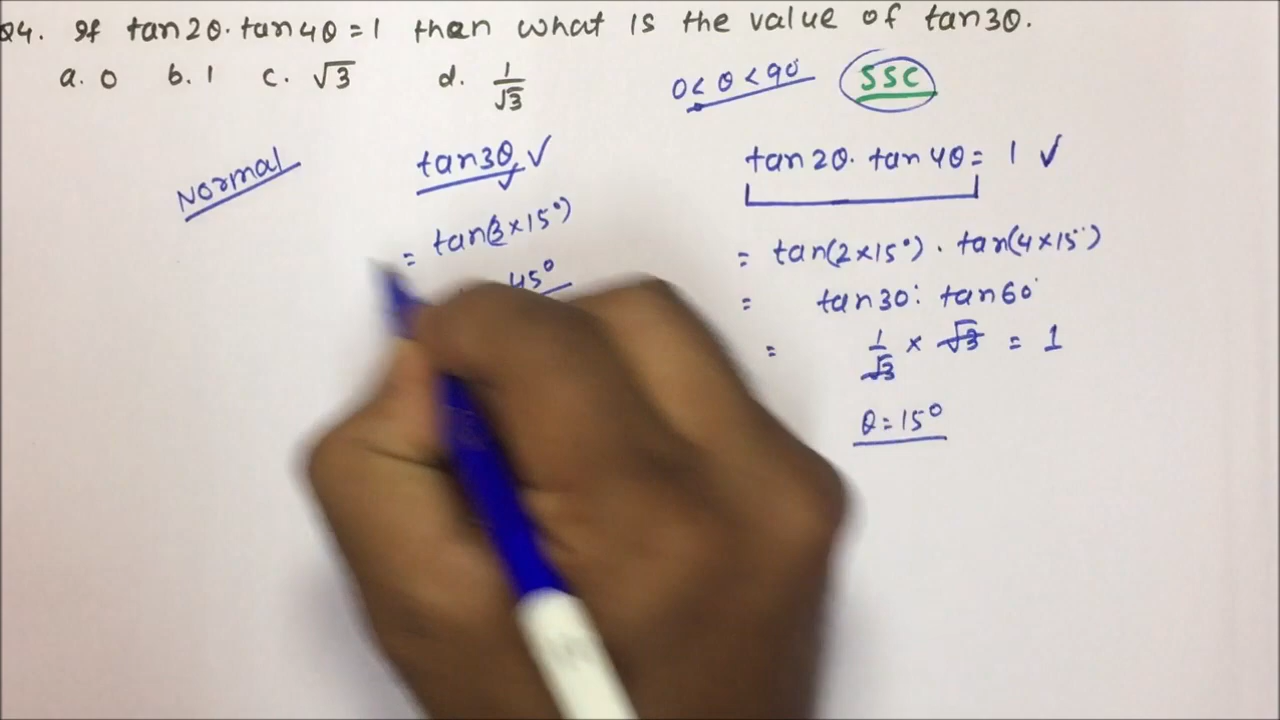 Q4. If tan2θ. tan4θ = 1 then what is the value of tan3θ.
a. 0 b. 1 c. √3 d. 1/√3
0 < θ < 90° SSC
Normal
tan3θ ✓
= tan(3×15°)
45°
tan2θ. tan4θ = 1 ✓
= tan(2×15°) . tan(4×15°)
= tan30°. tan60°
= 1/√3 × √3 = 1
θ = 15°